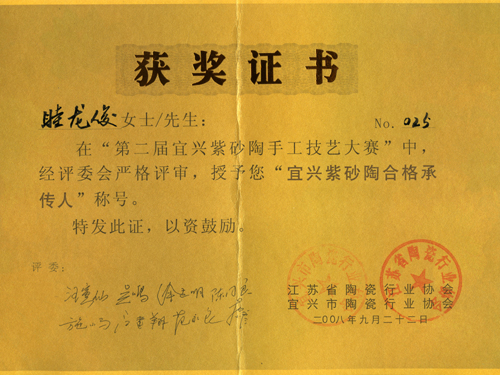 获奖证书
眭龙俊女士/先生：
No. 025
在“第二届宜兴紫砂陶手工技艺大赛”中，
经评委会严格评审，授予您“宜兴紫砂陶合格承
传人”称号。
特发此证，以资鼓励。
评委：
江苏省陶瓷行业协会
宜兴市陶瓷行业协会
二00八年九月二十二日